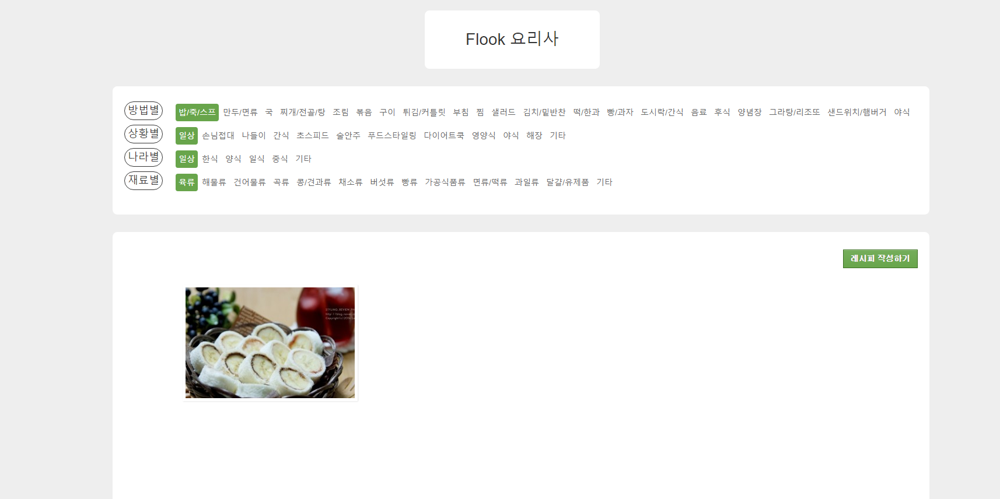 Flook 요리사
방법별 밥/죽/스프 만두/면류 국 찌개/전골/탕 조림 볶음 구이 튀김/커틀릿 부침 찜 샐러드 김치/밑반찬 떡/한과 빵/과자 도시락/간식 음료 후식 양념장 그라탕/리조또 샌드위치/햄버거 야식
상황별 일상 손님접대 나들이 간식 초스피드 술안주 푸드스타일링 다이어트쿡 영양식 야식 해장 기타
나라별 일상 한식 양식 일식 중식 기타
재료별 육류 해물류 건어물류 곡류 콩/견과류 채소류 버섯류 빵류 가공식품류 면류/떡류 과일류 달걀/유제품 기타
레시피 작성하기
STYLING.REVIEW